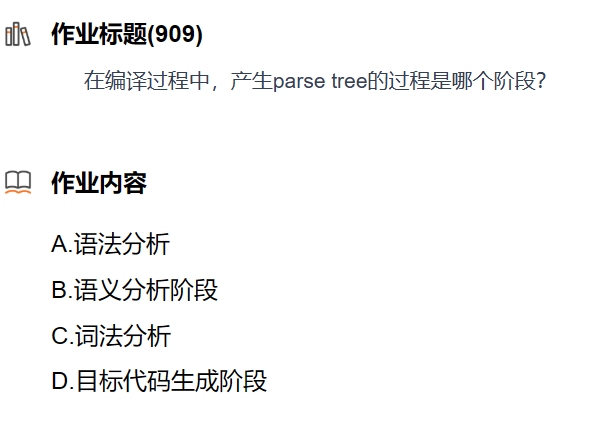 作业标题(909)
在编译过程中，产生parse tree的过程是哪个阶段？
作业内容
A.语法分析
B.语义分析阶段
C.词法分析
D.目标代码生成阶段